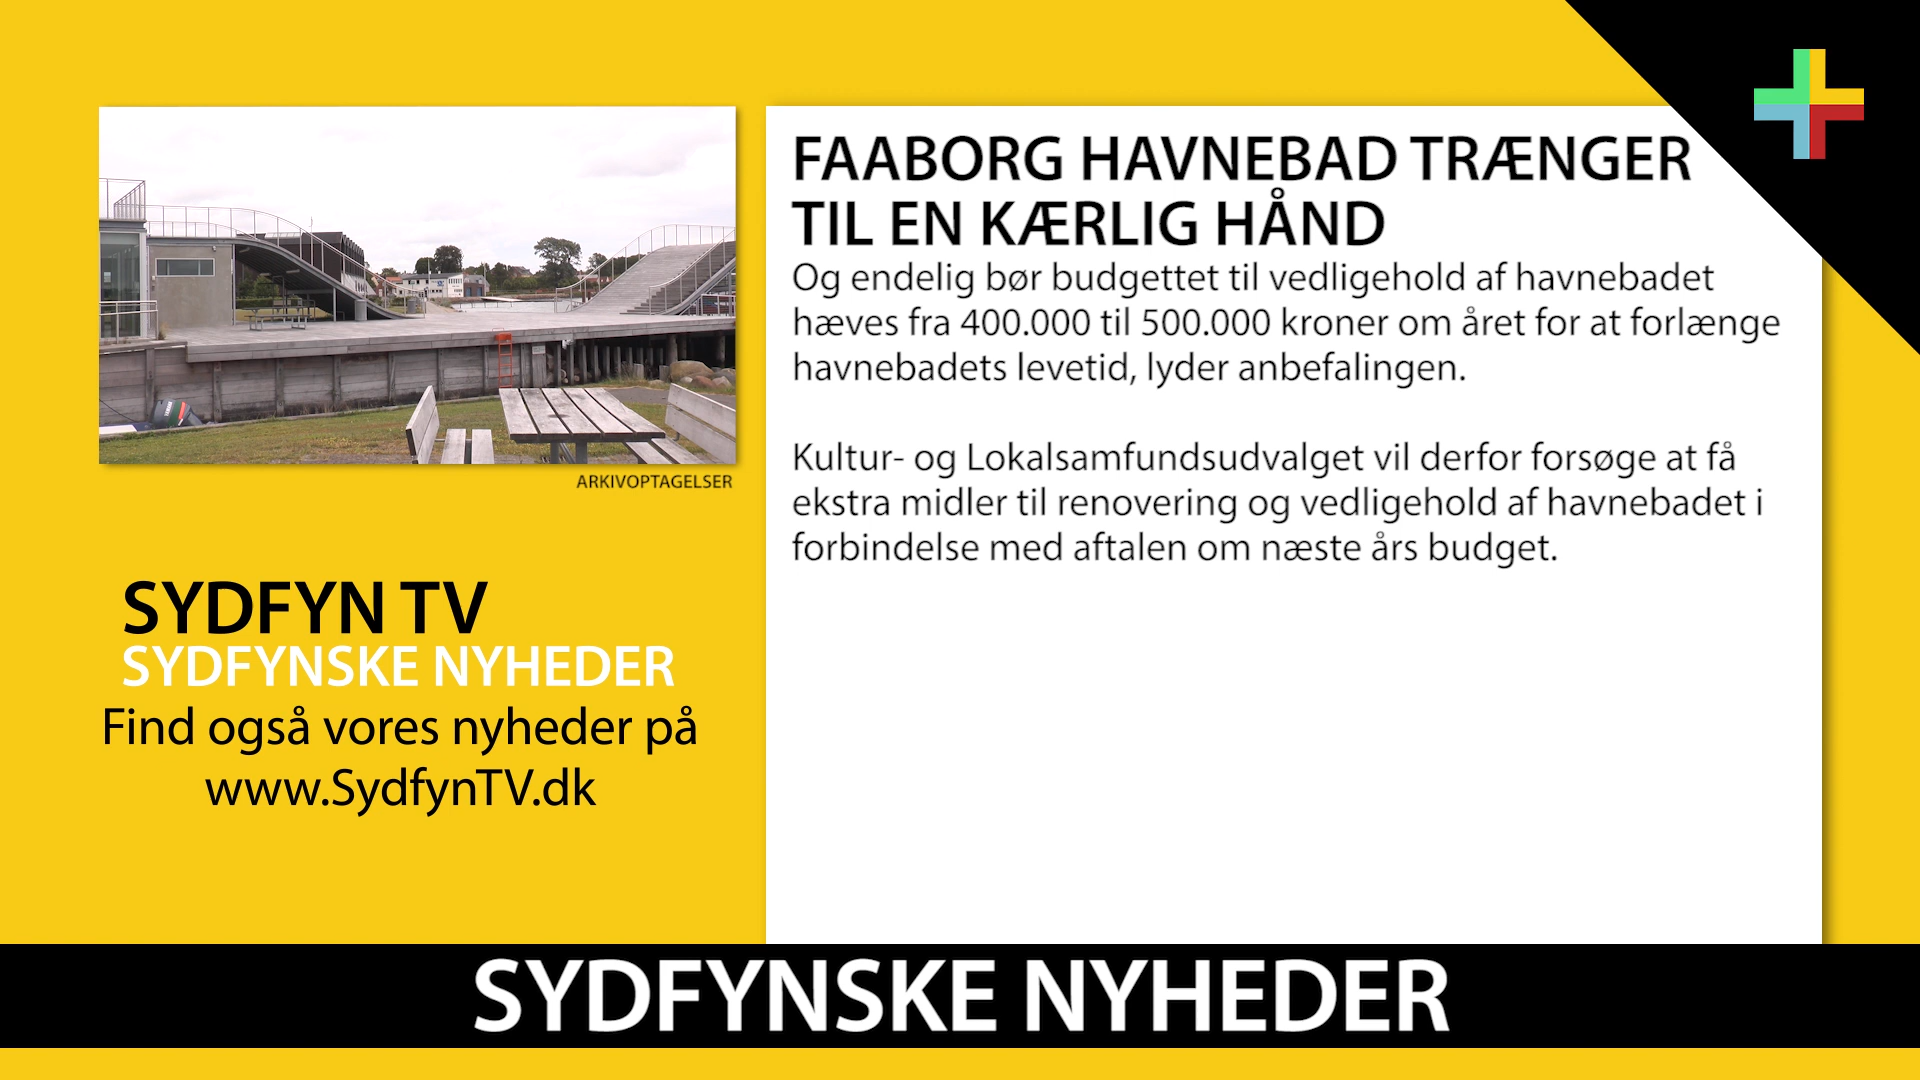 FAABORG HAVNEBAD TRÆNGER
TIL EN KÆRLIG HÅND
Og endelig bør budgettet til vedligehold af havnebadet
hæves fra 400.000 til 500.000 kroner om året for at forlænge
havnebadets levetid, lyder anbefalingen.
Kultur- og Lokalsamfundsudvalget vil derfor forsøge at få
ekstra midler til renovering og vedligehold af havnebadet i
forbindelse med aftalen om næste års budget.
ARKIVOPTAGELSER
SYDFYN TV
SYDFYNSKE NYHEDER
Find også vores nyheder på
www.SydfynTV.dk
SYDFYNSKE NYHEDER